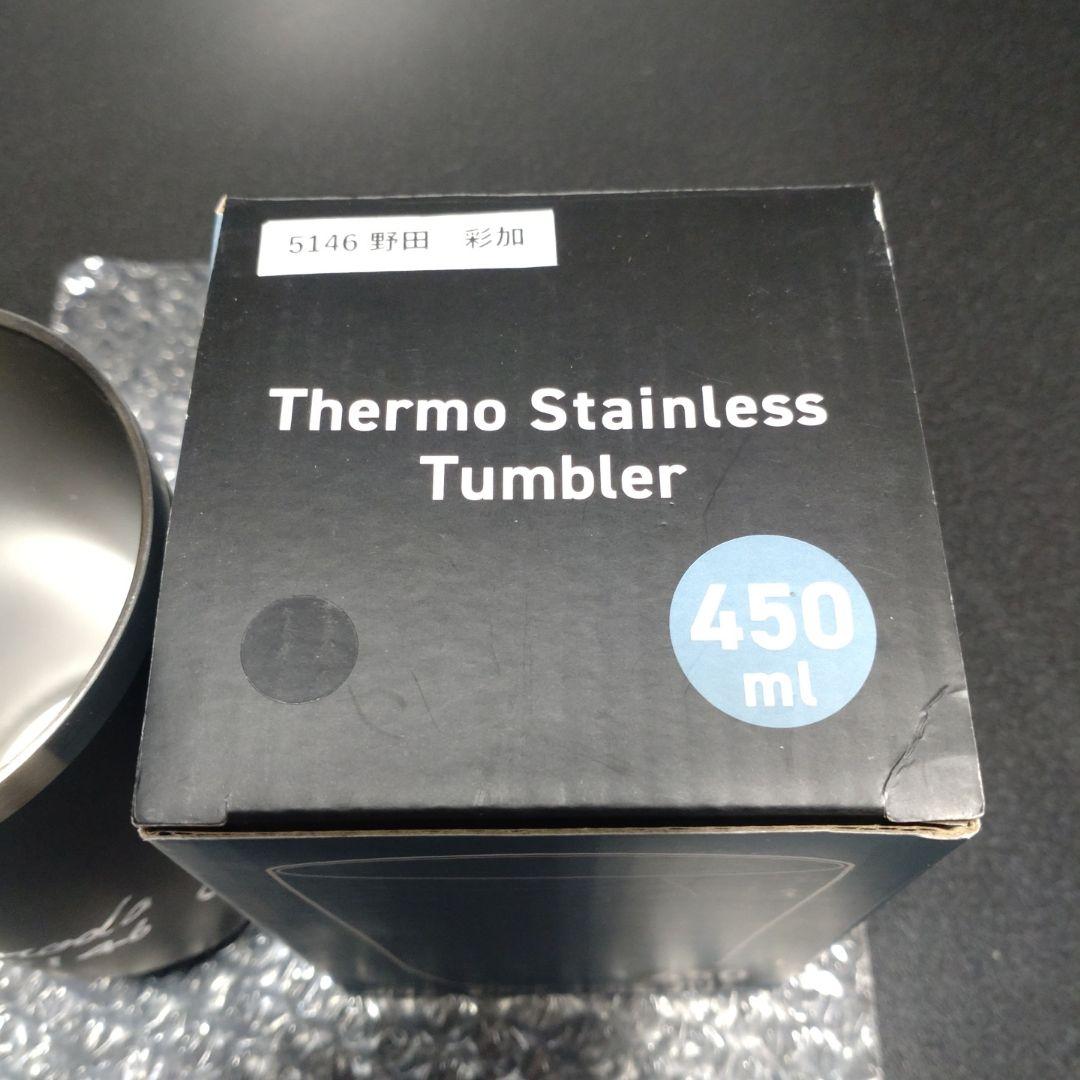 5146 野田　彩加
Thermo Stainless
Tumbler
450
ml